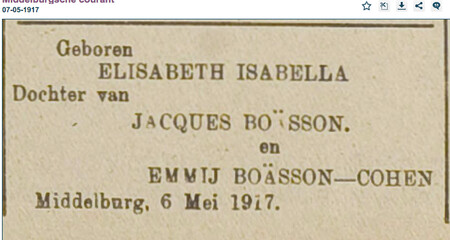 Middelburgsche courant
07-05-1917
Geboren
ELISABETH ISABELLA
Dochter van
JACQUES BOÄSSON.
en
EMMIJ BOÄSSON—COHEN
Middelburg, 6 Mei 1917.